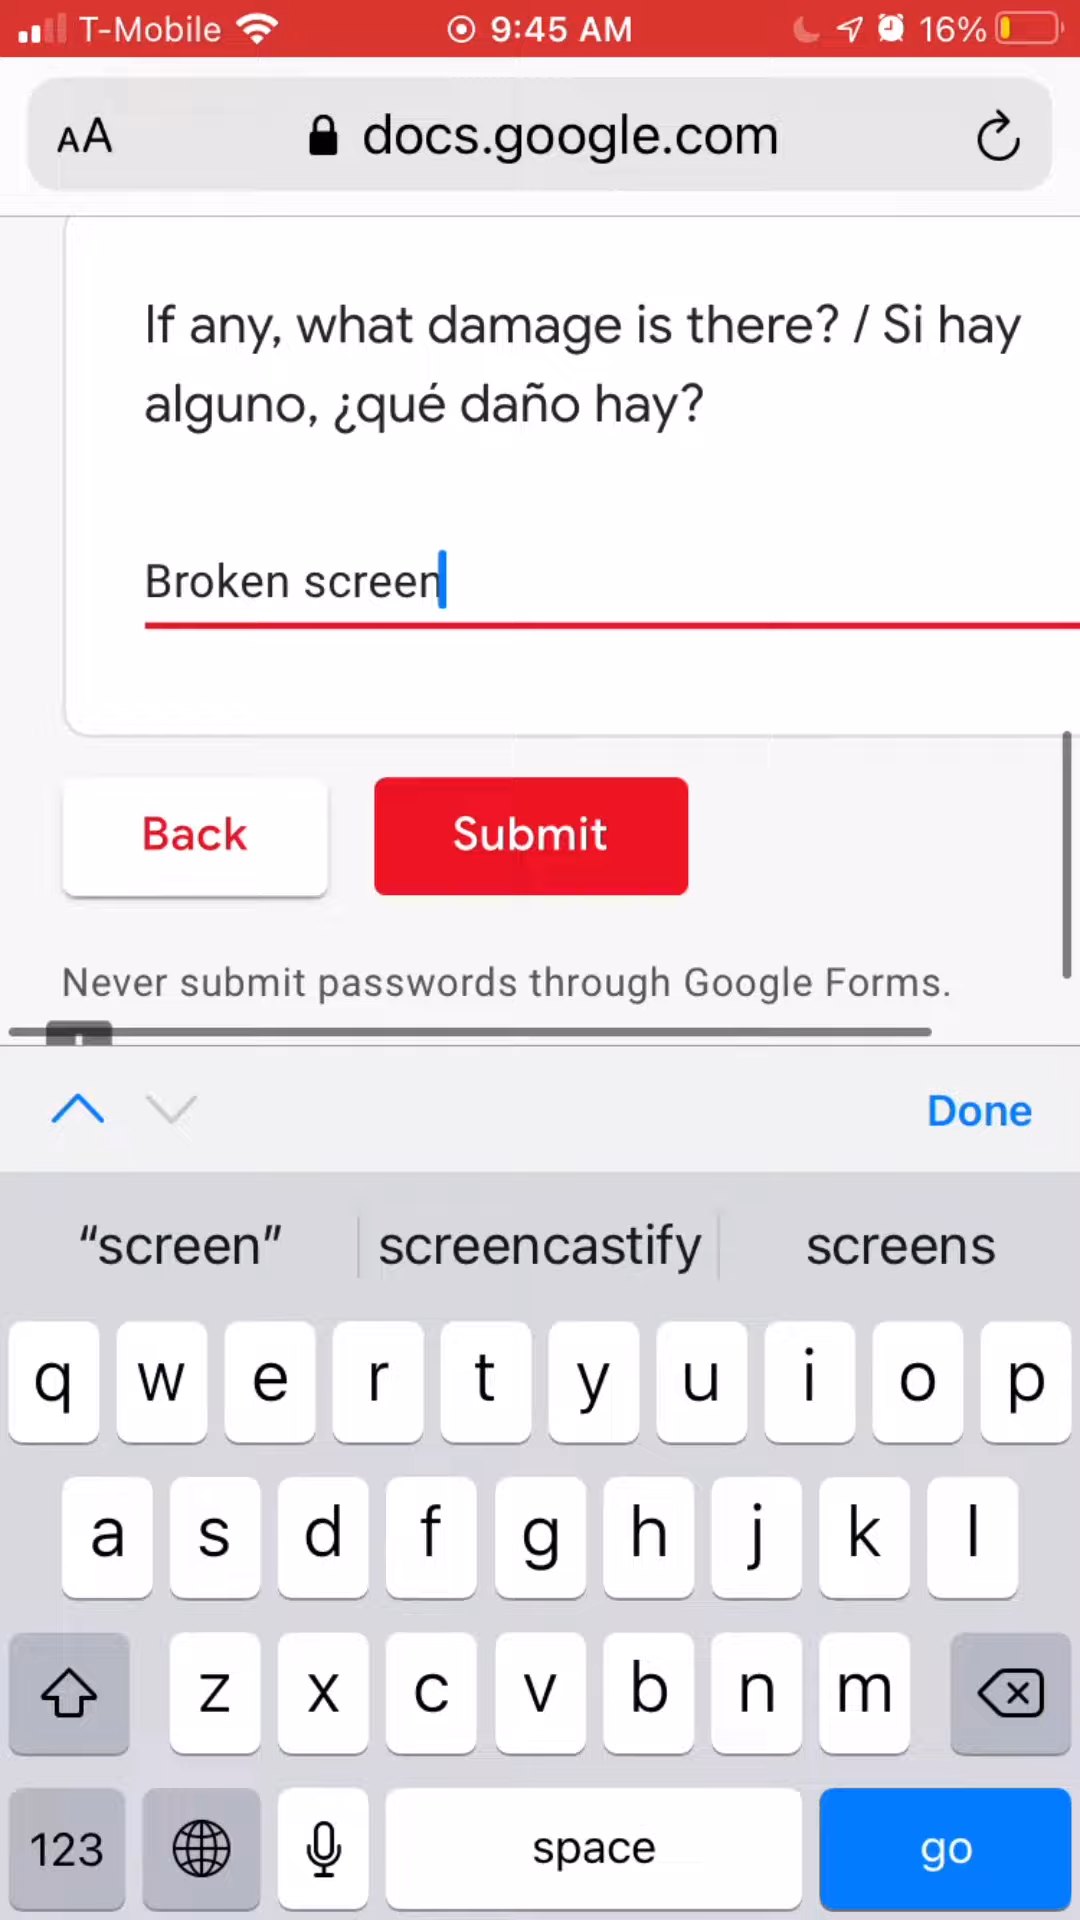 T-Mobile 9:45 AM 16%
AA docs.google.com
If any, what damage is there? / Si hay
alguno, ¿qué daño hay?
Broken screen
Back Submit
Never submit passwords through Google Forms.
Done
“screen” screencastify screens
q w e r t y u i o p
a s d f g h j k l
z x c v b n m
123 space go